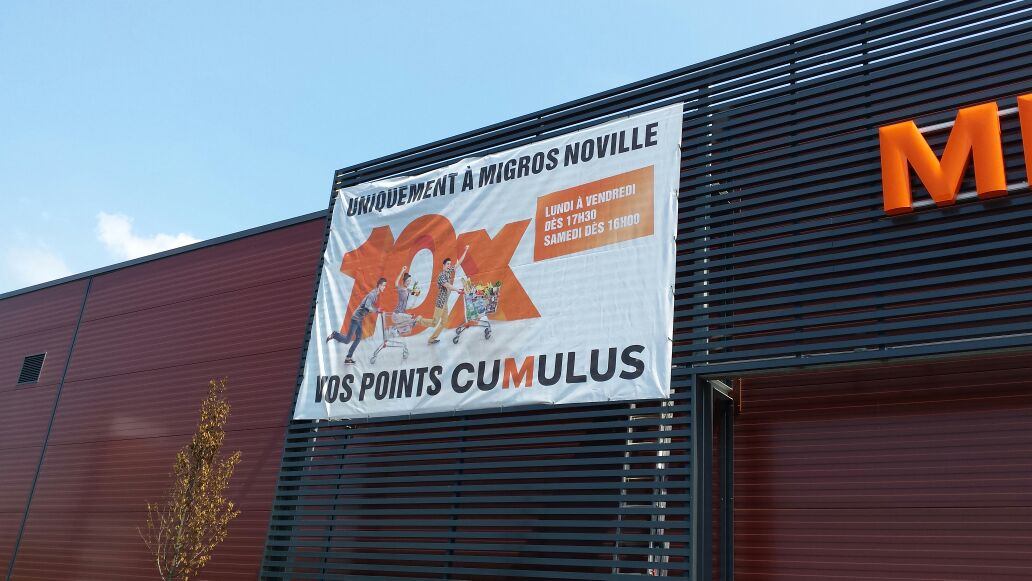 UNIQUEMENT À MIGROS NOVILLE
10x
LUNDI À VENDREDI
DÈS 17H30
SAMEDI DÈS 16H00
VOS POINTS CUMULUS